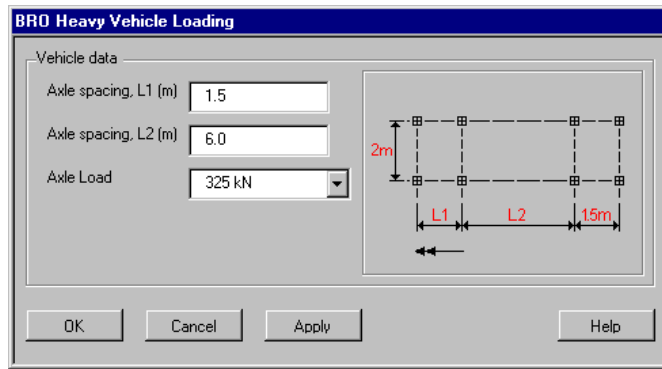 BRO Heavy Vehicle Loading
Vehicle data
Axle spacing, L1 (m) 1.5
Axle spacing, L2 (m) 6.0
Axle Load 325 kN
2m
L1 L2 1.5m
OK Cancel Apply Help